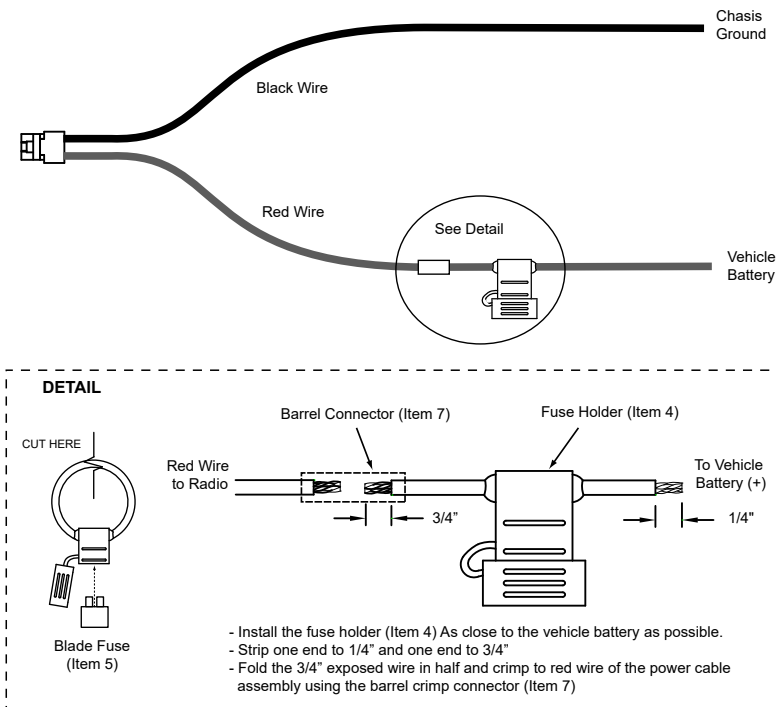 Chasis
Ground
Black Wire
Red Wire
See Detail
Vehicle
Battery
DETAIL
CUT HERE
Blade Fuse
(Item 5)
Barrel Connector (Item 7)
Fuse Holder (Item 4)
Red Wire
to Radio
To Vehicle
Battery (+)
3/4”
1/4"
- Install the fuse holder (Item 4) As close to the vehicle battery as possible.
- Strip one end to 1/4” and one end to 3/4”
- Fold the 3/4” exposed wire in half and crimp to red wire of the power cable
assembly using the barrel crimp connector (Item 7)